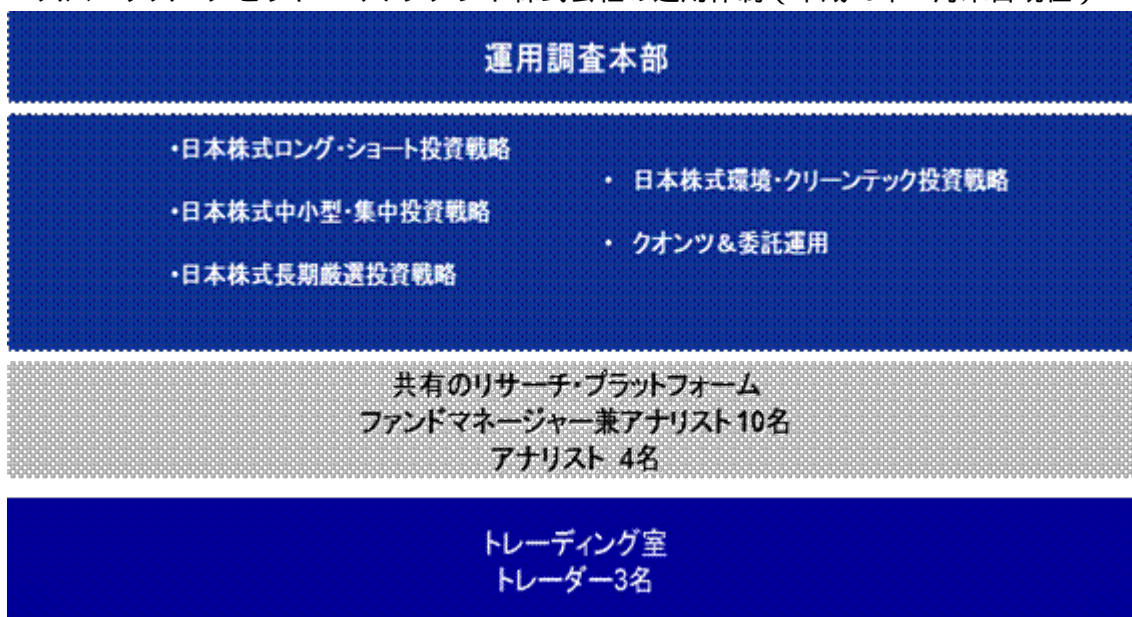 運用調査本部
・日本株式ロング・ショート投資戦略
・日本株式中小型・集中投資戦略
・日本株式長期厳選投資戦略
・ 日本株式環境・クリーンテック投資戦略
・ クオンツ&委託運用
共有のリサーチ・プラットフォーム
ファンドマネージャー兼アナリスト10名
アナリスト 4名
トレーディング室
トレーダー3名